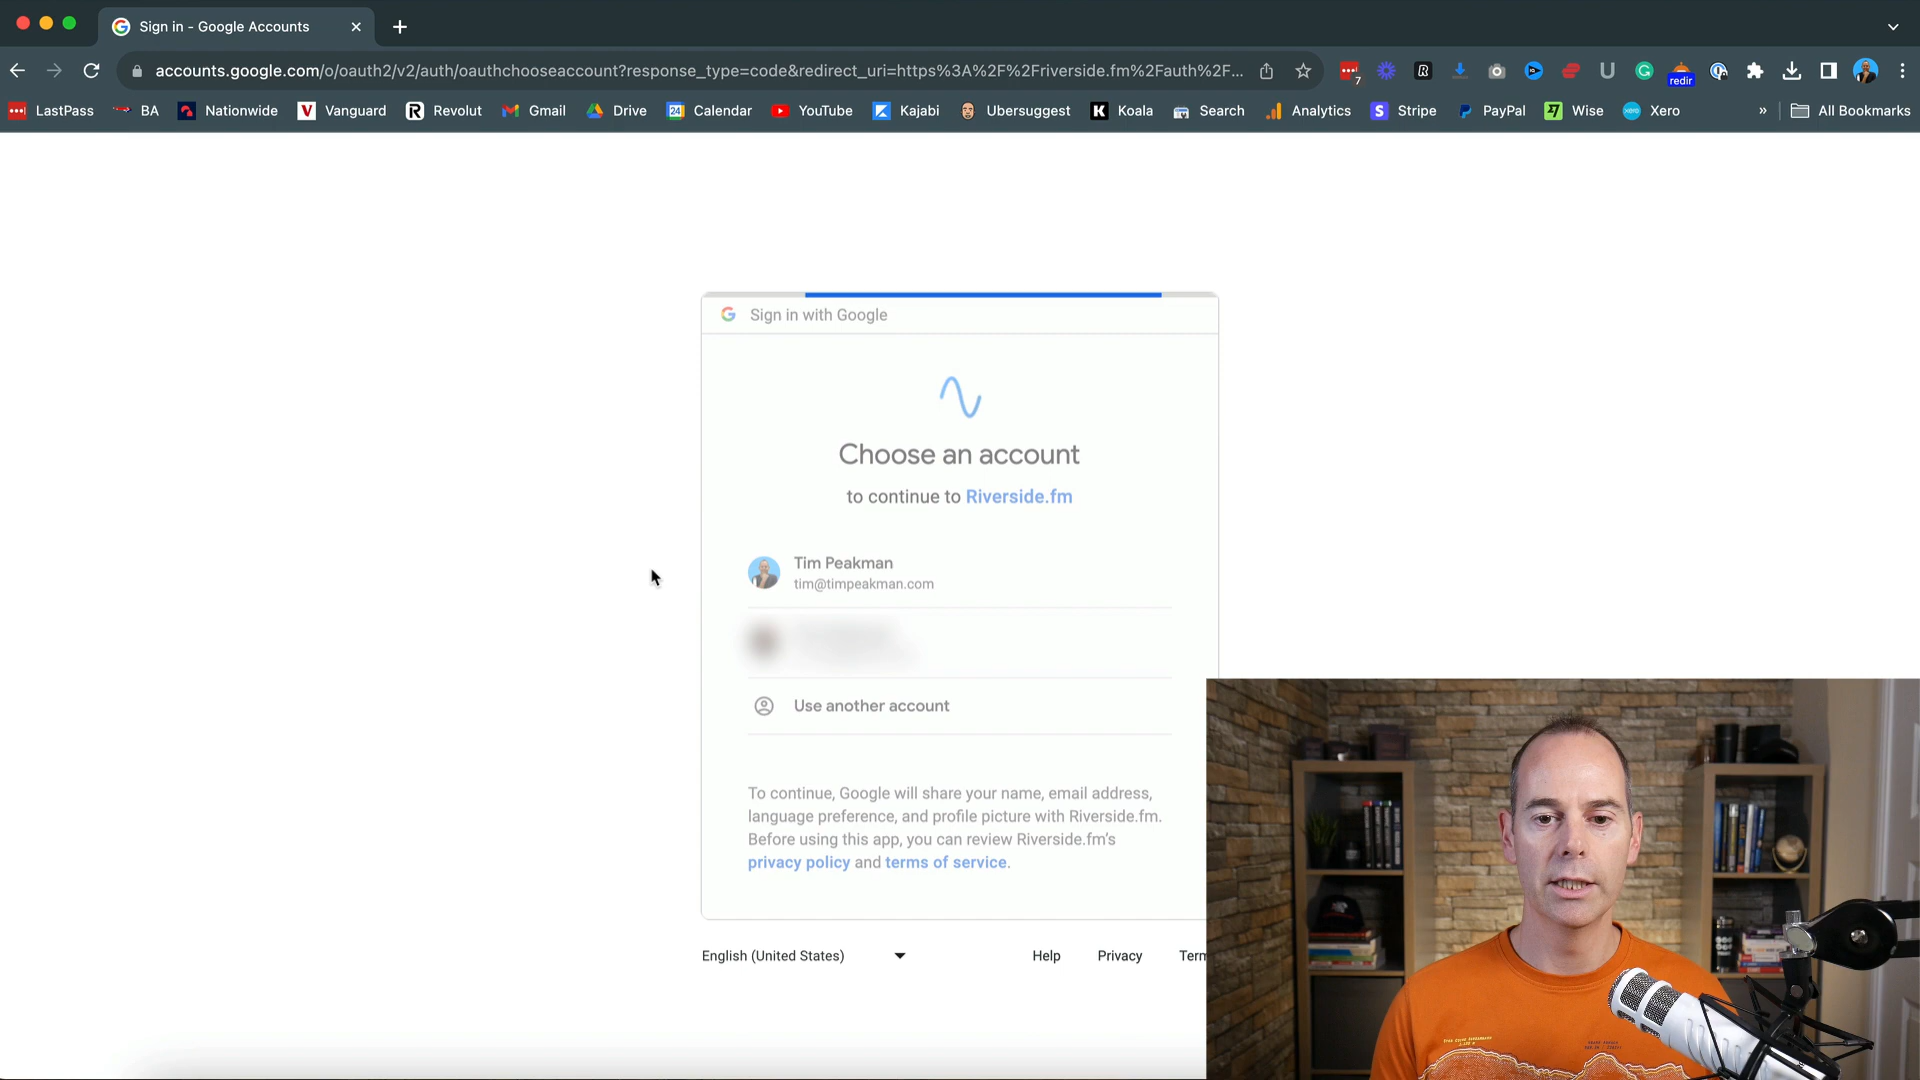 Sign in - Google Accounts
accounts.google.com/o/oauth2/v2/auth/oauthchooseaccount?response_type=code&redirect_uri=https%3A%2F%2Friverside.fm%2Fauth%2F...
7
redir
LastPass
BA
Nationwide
Vanguard
Revolut
Gmail
Drive
24
Calendar
YouTube
Kajabi
Ubersuggest
Koala
Search
Analytics
Stripe
PayPal
Wise
Xero
»
All Bookmarks
Sign in with Google
Choose an account
to continue to Riverside.fm
Tim Peakman
tim@timpeakman.com
Use another account
To continue, Google will share your name, email address,
language preference, and profile picture with Riverside.fm.
Before using this app, you can review Riverside.fm's
privacy policy and terms of service.
English (United States)
Help
Privacy
Term